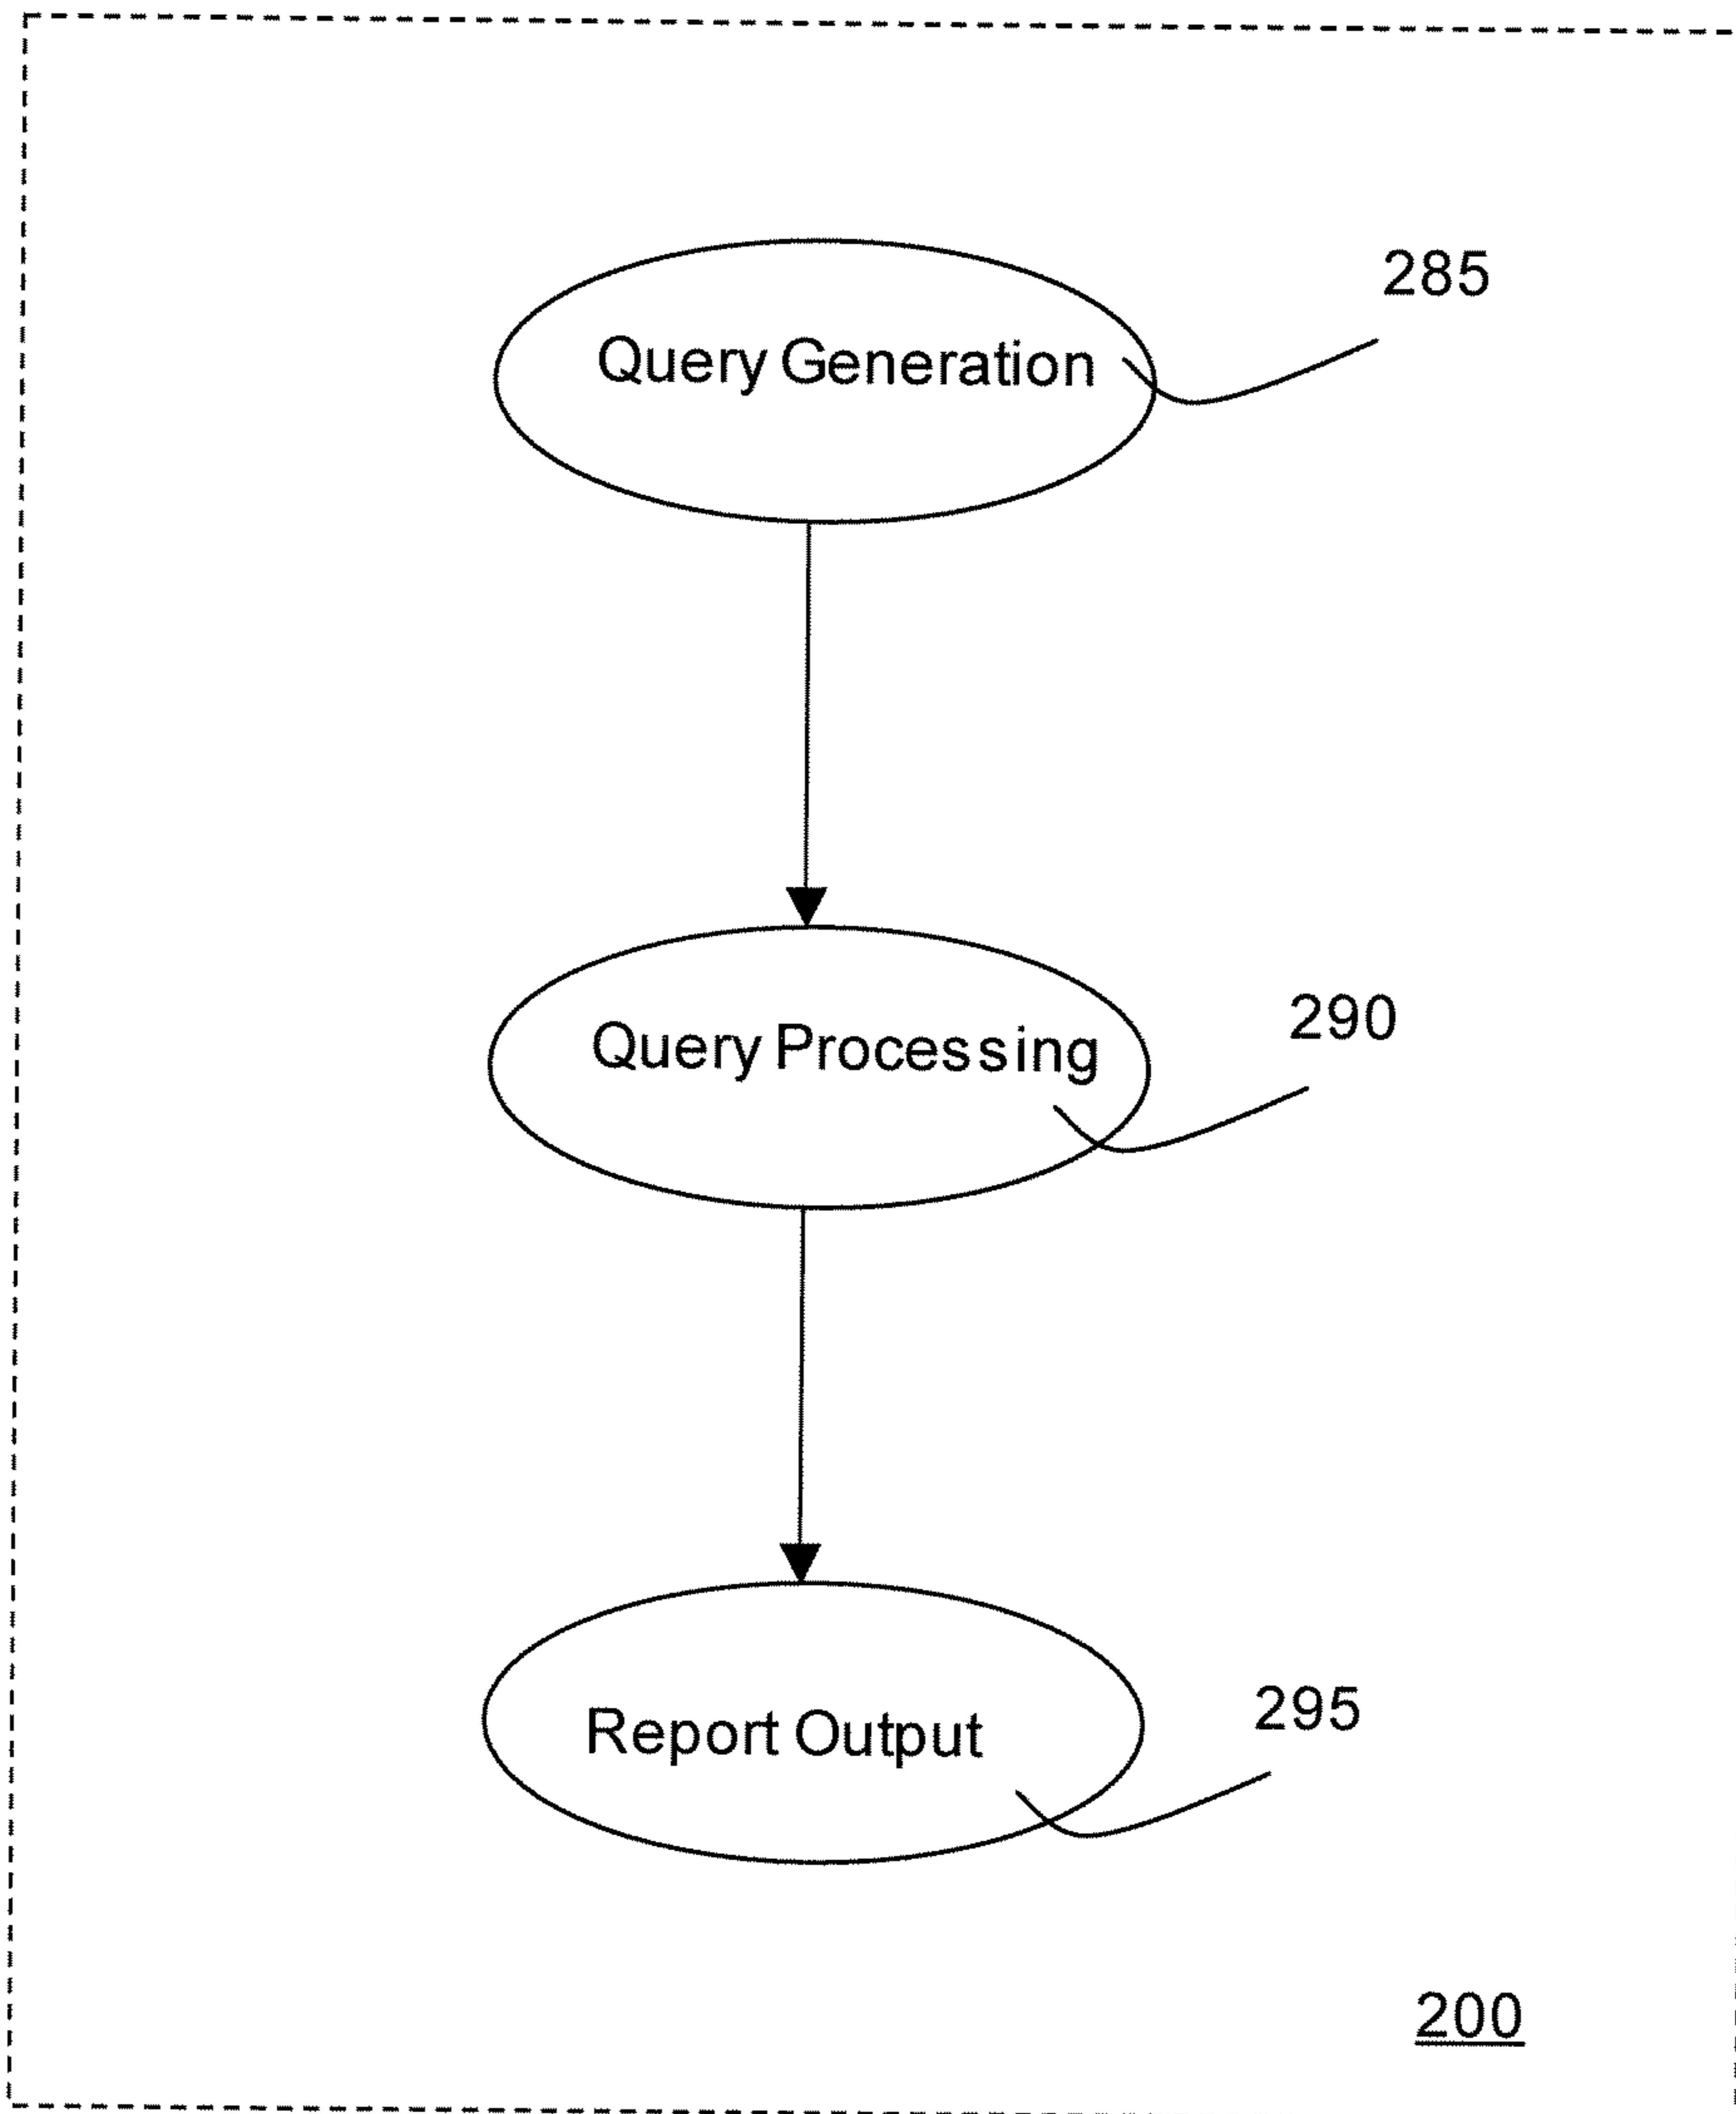 285
Query Generation
290
Query Processing
295
Report Output
200